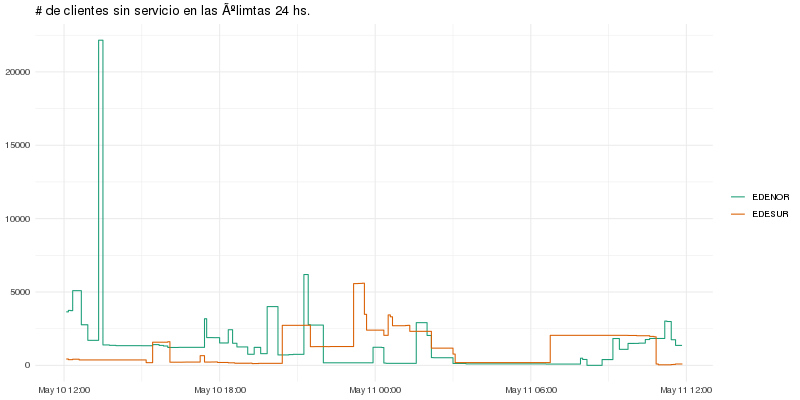 # de clientes sin servicio en las Ãºlimtas 24 hs.
20000
15000
10000
5000
0
May 10 12:00
May 10 18:00
May 11 00:00
May 11 06:00
May 11 12:00
EDENOR
EDESUR